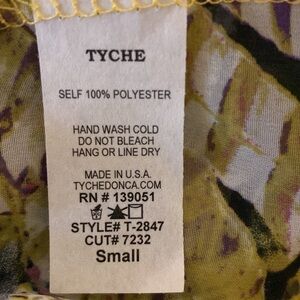 TYCHE
SELF 100% POLYESTER
HAND WASH COLD
DO NOT BLEACH
HANG OR LINE DRY
MADE IN U.S.A.
TYCHEDONCA.COM
RN # 139051
STYLE# T-2847
CUT# 7232
Small